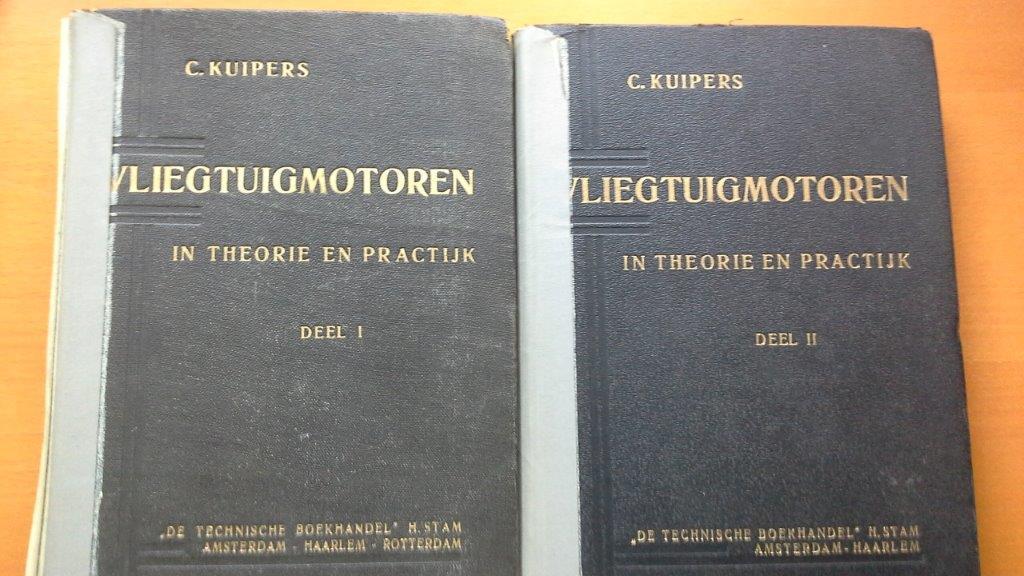 C. KUIPERS
VLIEGTUIGMOTOREN
IN THEORIE EN PRACTIJK
DEEL I
„DE TECHNISCHE BOEKHANDEL" H. STAM
AMSTERDAM - HAARLEM - ROTTERDAM
C. KUIPERS
VLIEGTUIGMOTOREN
IN THEORIE EN PRACTIJK
DEEL II
„DE TECHNISCHE BOEKHANDEL" H. STAM
AMSTERDAM - HAARLEM